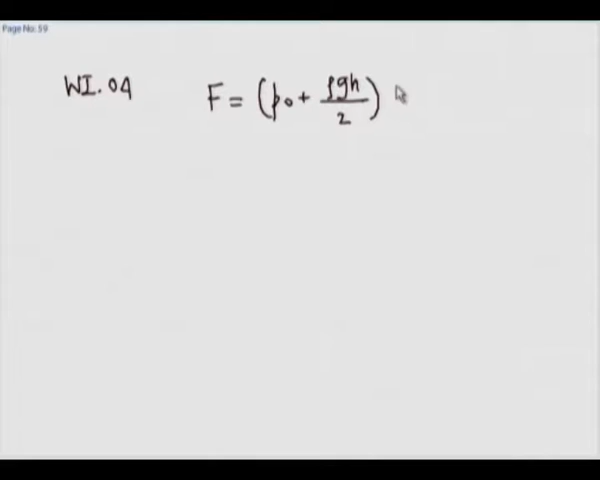 Page No.59
WI.04 F = (p₀ + ρgh/2)